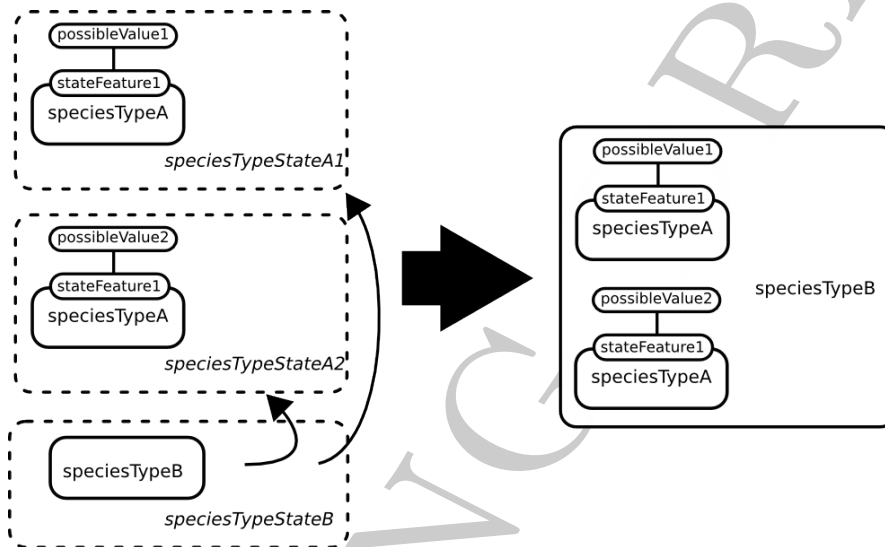 possibleValue1
stateFeature1
speciesTypeA
speciesTypeStateA1
possibleValue2
stateFeature1
speciesTypeA
speciesTypeStateA2
speciesTypeB
speciesTypeStateB
possibleValue1
stateFeature1
speciesTypeA
speciesTypeB
possibleValue2
stateFeature1
speciesTypeA